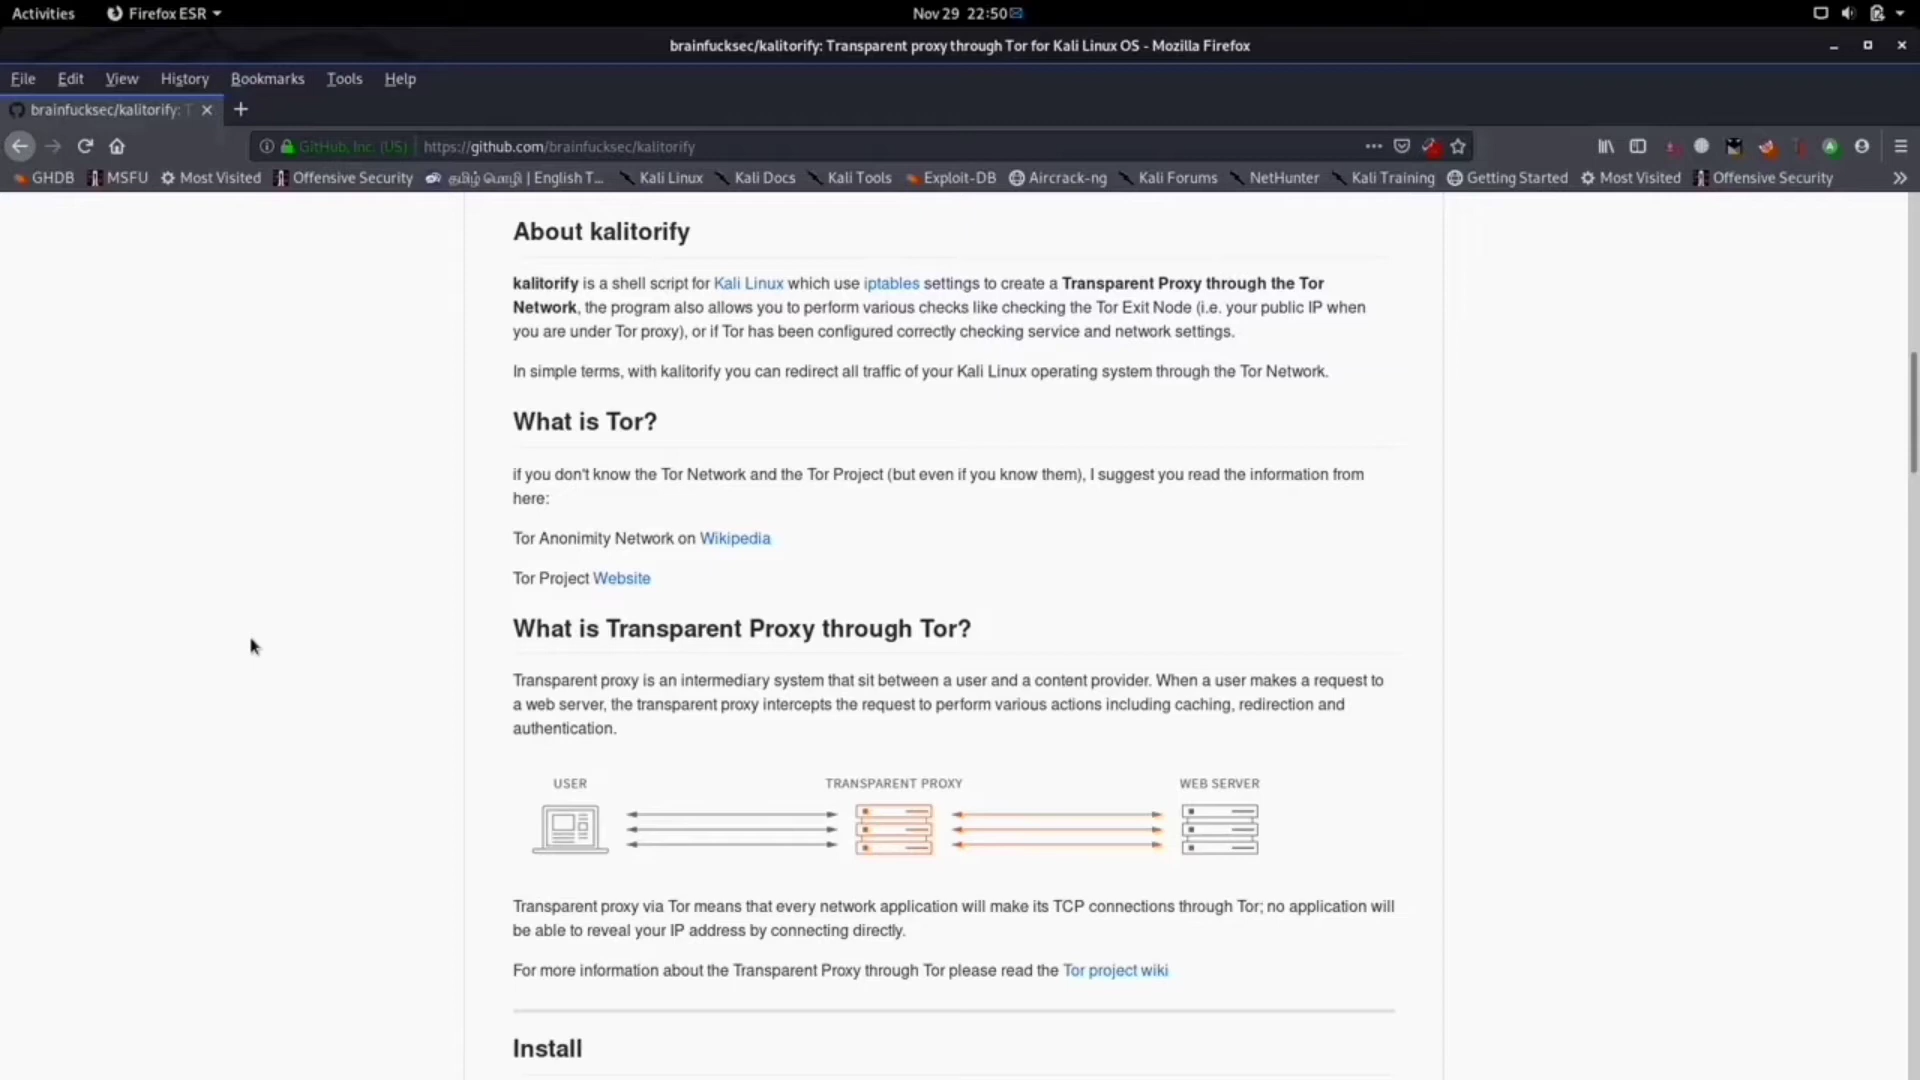 Activities
Firefox ESR
Nov 29 22:50
brainfucksec/kalitorify: Transparent proxy through Tor for Kali Linux OS - Mozilla Firefox
File Edit View History Bookmarks Tools Help
brainfucksec/kalitorify: T
GitHub, Inc. (US) https://github.com/brainfucksec/kalitorify
GHDB MSFU Most Visited Offensive Security தமிழ் மொழி | English T... Kali Linux Kali Docs Kali Tools Exploit-DB Aircrack-ng Kali Forums NetHunter Kali Training Getting Started Most Visited Offensive Security
About kalitorify
kalitorify is a shell script for Kali Linux which use iptables settings to create a Transparent Proxy through the Tor
Network, the program also allows you to perform various checks like checking the Tor Exit Node (i.e. your public IP when
you are under Tor proxy), or if Tor has been configured correctly checking service and network settings.
In simple terms, with kalitorify you can redirect all traffic of your Kali Linux operating system through the Tor Network.
What is Tor?
if you don't know the Tor Network and the Tor Project (but even if you know them), I suggest you read the information from
here:
Tor Anonimity Network on Wikipedia
Tor Project Website
What is Transparent Proxy through Tor?
Transparent proxy is an intermediary system that sit between a user and a content provider. When a user makes a request to
a web server, the transparent proxy intercepts the request to perform various actions including caching, redirection and
authentication.
USER TRANSPARENT PROXY WEB SERVER
Transparent proxy via Tor means that every network application will make its TCP connections through Tor; no application will
be able to reveal your IP address by connecting directly.
For more information about the Transparent Proxy through Tor please read the Tor project wiki
Install